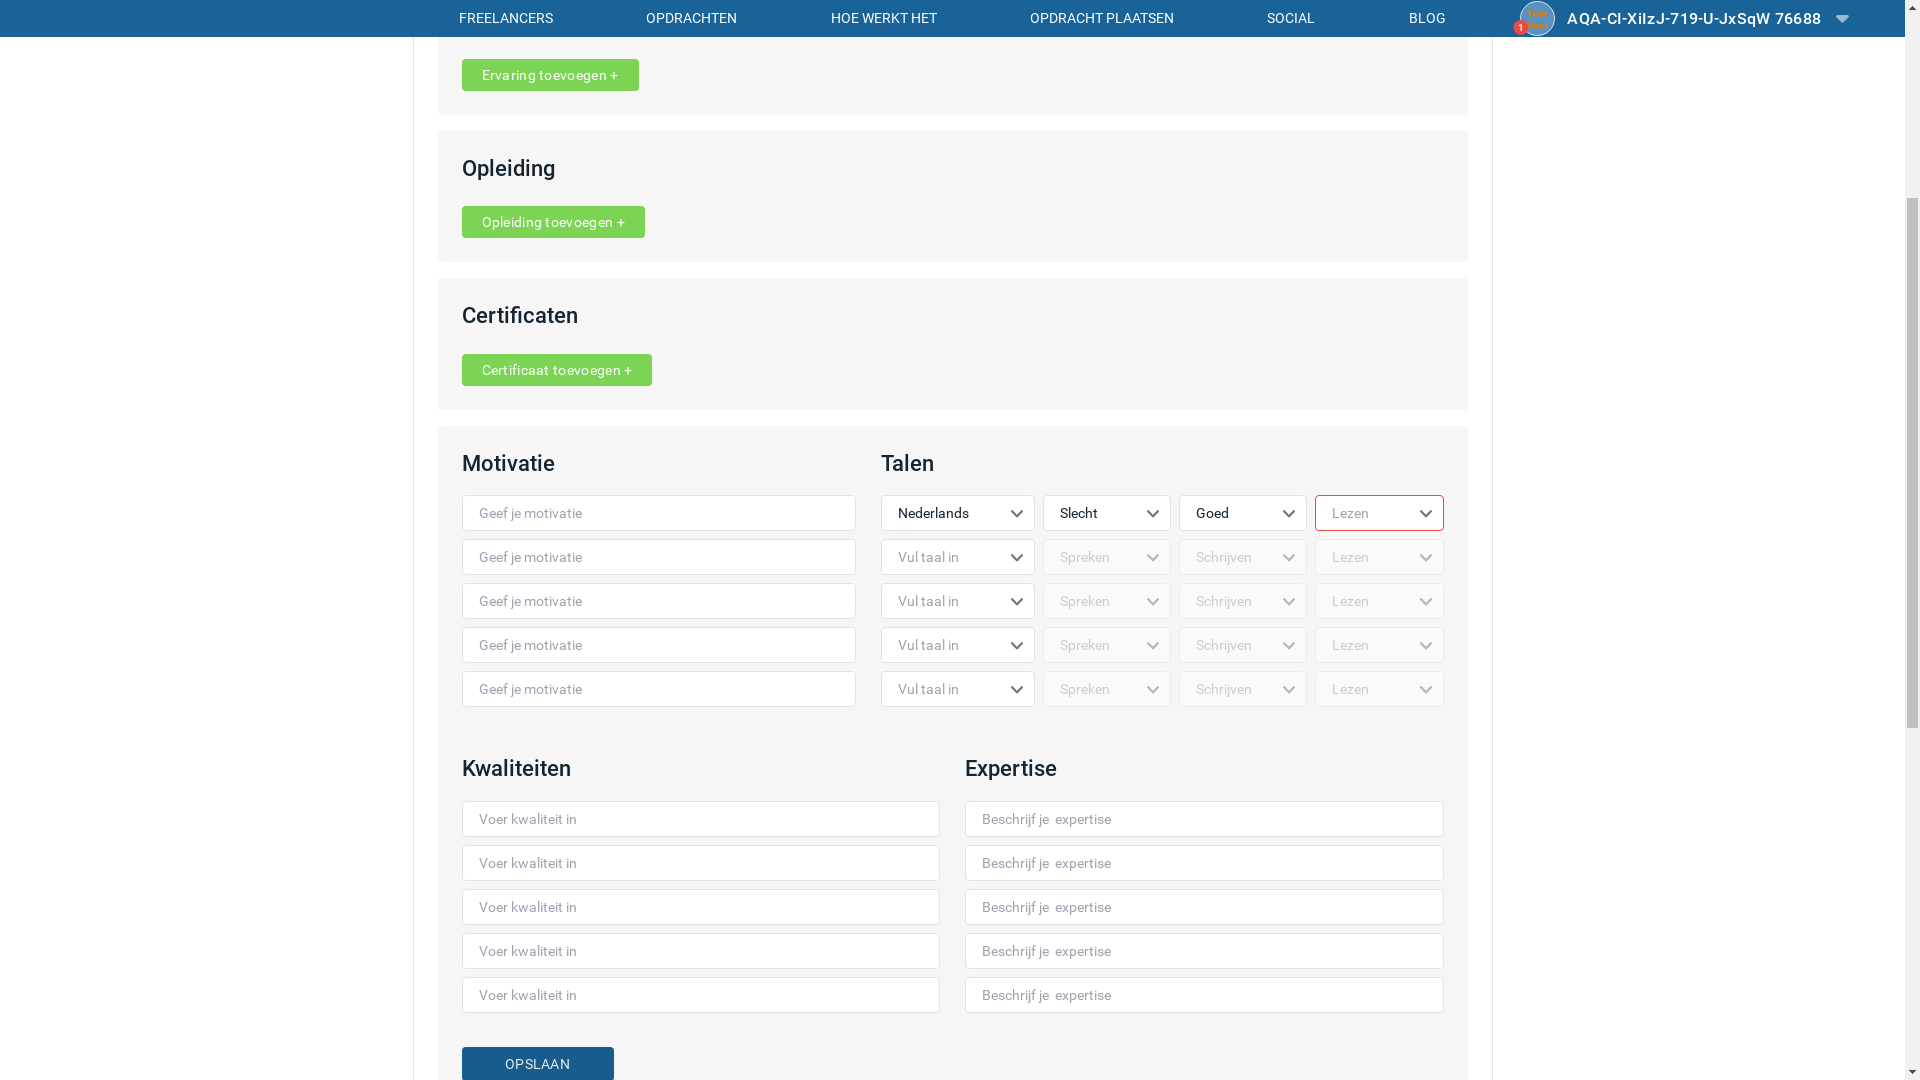 FREELANCERS OPDRACHTEN HOE WERKT HET OPDRACHT PLAATSEN SOCIAL BLOG 1 AQA-CI-XiIzJ-719-U-JxSqW 76688
Ervaring toevoegen +
Opleiding
Opleiding toevoegen +
Certificaten
Certificaat toevoegen +
Motivatie Talen
Geef je motivatie Nederlands Slecht Goed Lezen
Geef je motivatie Vul taal in Spreken Schrijven Lezen
Geef je motivatie Vul taal in Spreken Schrijven Lezen
Geef je motivatie Vul taal in Spreken Schrijven Lezen
Geef je motivatie Vul taal in Spreken Schrijven Lezen
Kwaliteiten Expertise
Voer kwaliteit in Beschrijf je expertise
Voer kwaliteit in Beschrijf je expertise
Voer kwaliteit in Beschrijf je expertise
Voer kwaliteit in Beschrijf je expertise
Voer kwaliteit in Beschrijf je expertise
OPSLAAN